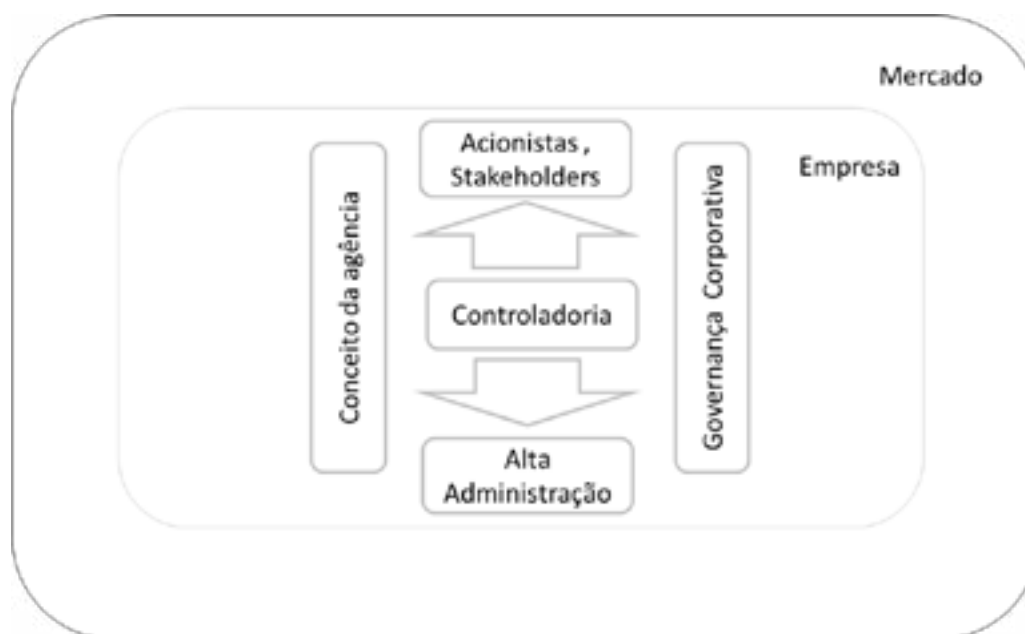 Mercado
Empresa
Acionistas ,
Stakeholders
Conceito da agência
Controladoria
Governança Corporativa
Alta
Administração